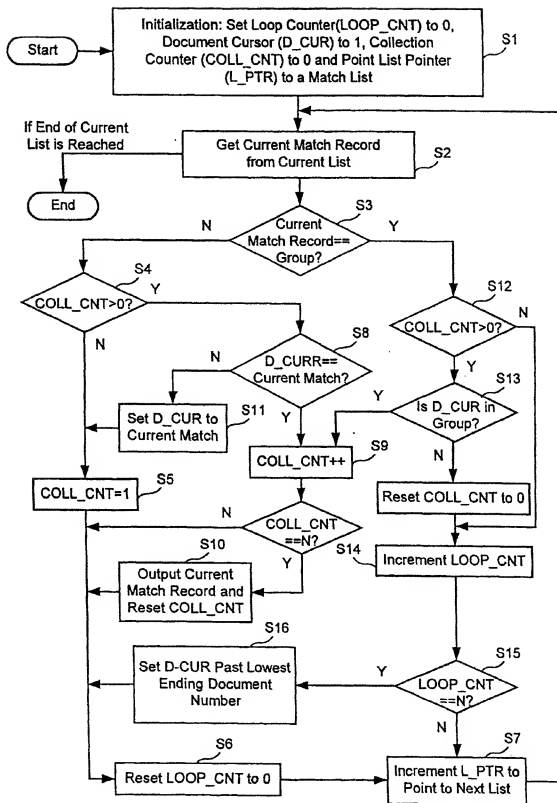 Start
Initialization: Set Loop Counter(LOOP_CNT) to 0,
Document Cursor (D_CUR) to 1, Collection
Counter (COLL_CNT) to 0 and Point List Pointer
(L_PTR) to a Match List
S1
If End of Current
List is Reached
Get Current Match Record
from Current List
S2
End
N
Current
Match Record==
Group?
S3
Y
S4
COLL_CNT>0?
Y
N
S12
COLL_CNT>0?
N
Y
S8
D_CURR==
Current Match?
N
Y
S13
Is D_CUR in
Group?
Y
N
Set D_CUR to
Current Match
S11
COLL_CNT++
S9
COLL_CNT=1
S5
Reset COLL_CNT to 0
N
COLL_CNT
==N?
Y
S10
Output Current
Match Record and
Reset COLL_CNT
S14
Increment LOOP_CNT
S16
Set D-CUR Past Lowest
Ending Document
Number
Y
S15
LOOP_CNT
==N?
N
S6
Reset LOOP_CNT to 0
S7
Increment L_PTR to
Point to Next List